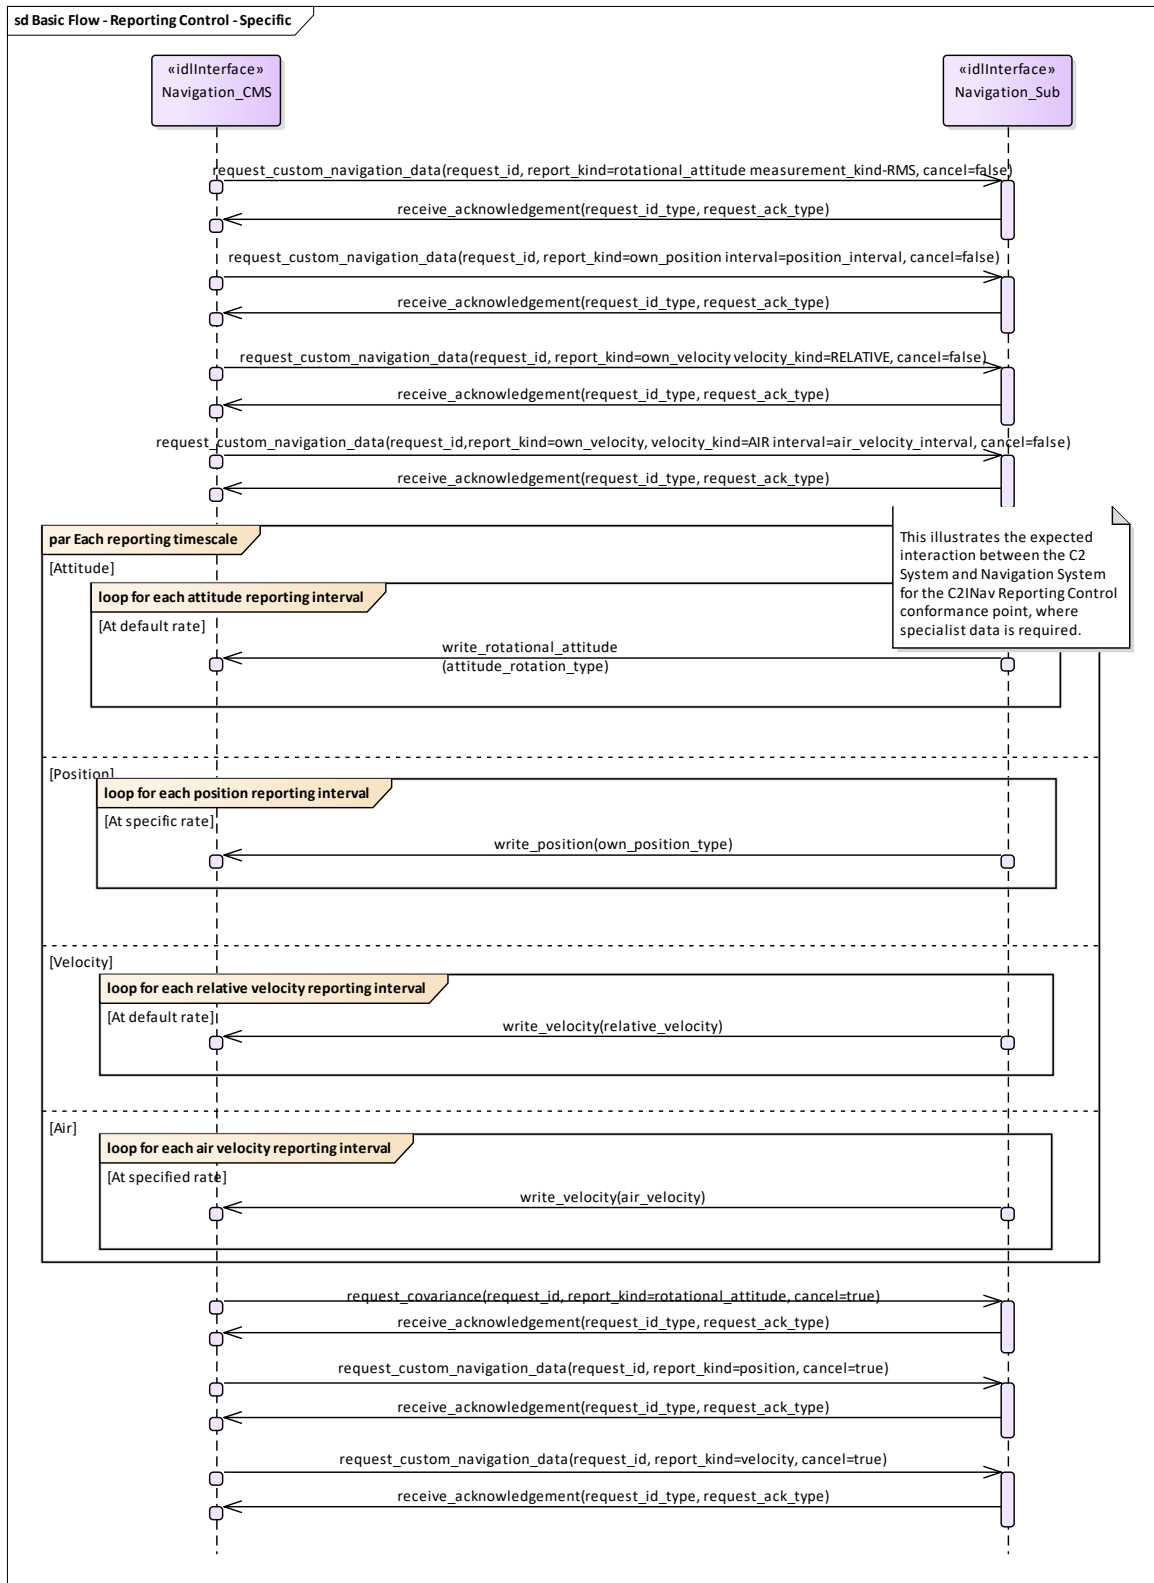 sd Basic Flow - Reporting Control - Specific
«idlInterface»
Navigation_CMS
«idlInterface»
Navigation_Sub
request_custom_navigation_data(request_id, report_kind=rotational_attitude measurement_kind-RMS, cancel=false)
receive_acknowledgement(request_id_type, request_ack_type)
request_custom_navigation_data(request_id, report_kind=own_position interval=position_interval, cancel=false)
receive_acknowledgement(request_id_type, request_ack_type)
request_custom_navigation_data(request_id, report_kind=own_velocity velocity_kind=RELATIVE, cancel=false)
receive_acknowledgement(request_id_type, request_ack_type)
request_custom_navigation_data(request_id,report_kind=own_velocity, velocity_kind=AIR interval=air_velocity_interval, cancel=false)
receive_acknowledgement(request_id_type, request_ack_type)
par Each reporting timescale
[Attitude]
This illustrates the expected
interaction between the C2
System and Navigation System
for the C2INav Reporting Control
conformance point, where
specialist data is required.
loop for each attitude reporting interval
[At default rate]
write_rotational_attitude
(attitude_rotation_type)
[Position]
loop for each position reporting interval
[At specific rate]
write_position(own_position_type)
[Velocity]
loop for each relative velocity reporting interval
[At default rate]
write_velocity(relative_velocity)
[Air]
loop for each air velocity reporting interval
[At specified rate]
write_velocity(air_velocity)
request_covariance(request_id, report_kind=rotational_attitude, cancel=true)
receive_acknowledgement(request_id_type, request_ack_type)
request_custom_navigation_data(request_id, report_kind=position, cancel=true)
receive_acknowledgement(request_id_type, request_ack_type)
request_custom_navigation_data(request_id, report_kind=velocity, cancel=true)
receive_acknowledgement(request_id_type, request_ack_type)